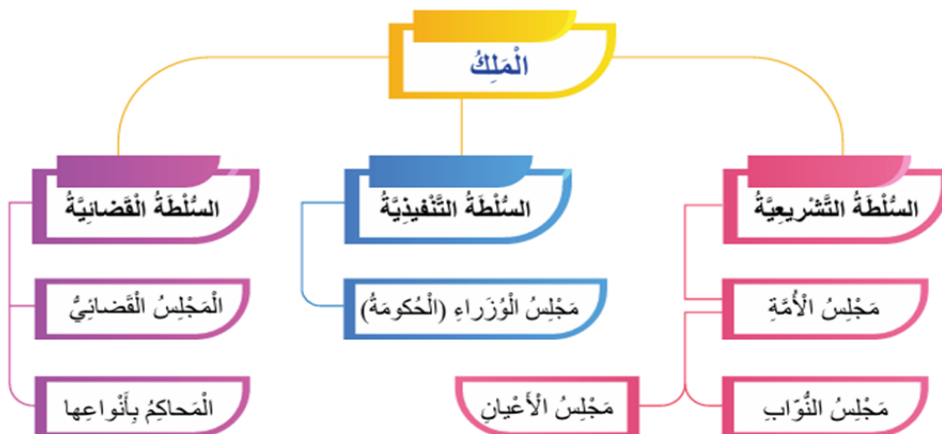 الْمَلِكُ
السُّلْطَةُ التَّشْرِيعِيَّةُ
السُّلْطَةُ التَّنْفيذِيَّةُ
السُّلْطَةُ الْقَضائِيَّةُ
مَجْلِسُ الْأُمَّةِ
مَجْلِسُ الْوُزَراءِ (الْحُكومَةُ)
الْمَجْلِسُ الْقَضائِيُّ
مَجْلِسُ النُّوّابِ
مَجْلِسُ الْأَعْيانِ
الْمَحاكِمُ بِأَنْواعِها